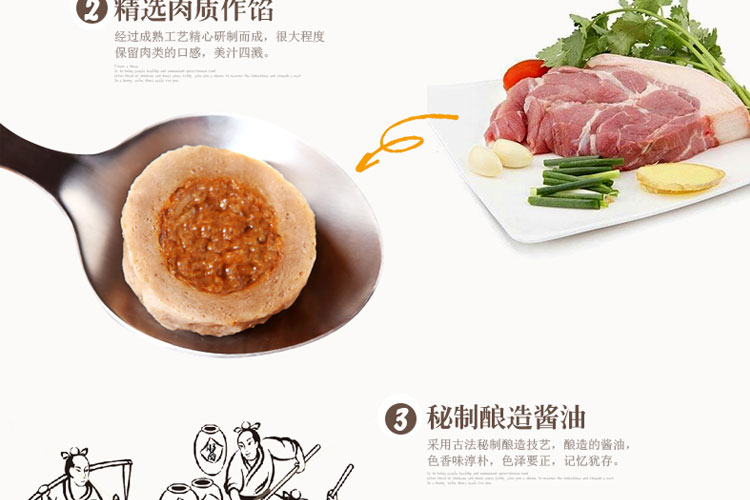 2 精选肉质作馅
经过成熟工艺精心研制而成，很大程度
保留肉类的口感，美汁四溅。
3 秘制酿造酱油
采用古法秘制酿造技艺，酿造的酱油，
色香味淳朴，色泽要正，记忆犹存。